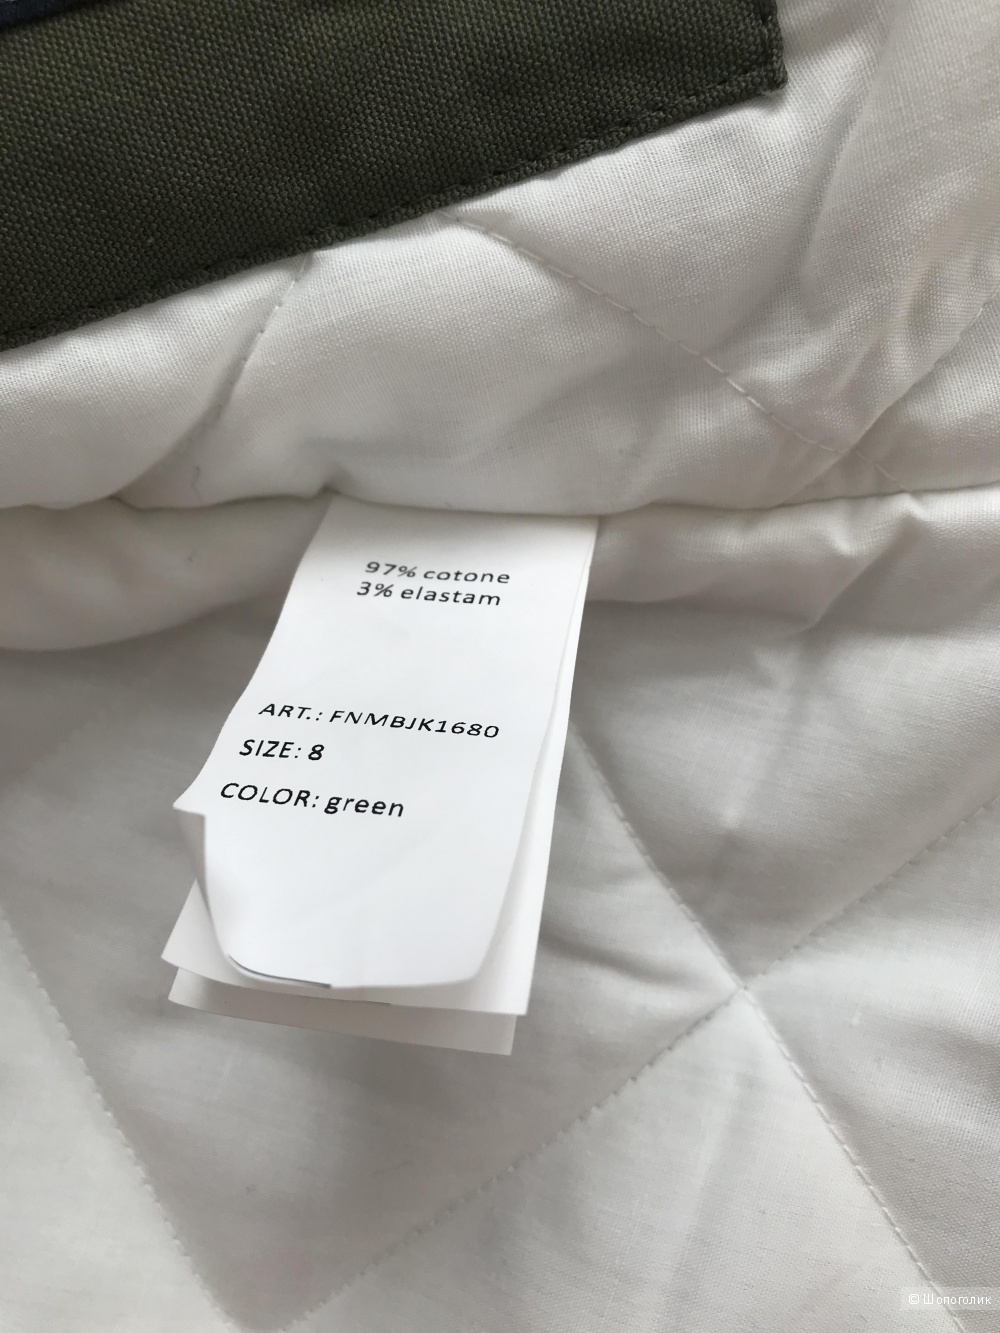 97% cotone
3% elastam
ART.: FNMBJK1680
SIZE: 8
COLOR: green
© Шопоголик